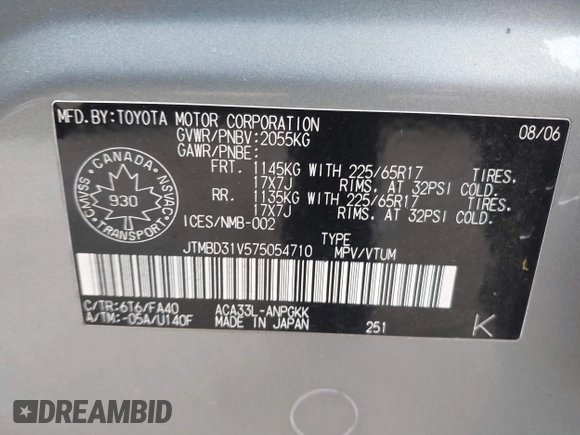 MFD.BY:TOYOTA MOTOR CORPORATION 08/06
GVWR/PNBV:2055KG
GAWR/PNBE:
FRT. 1145KG WITH 225/65R17 TIRES.
17X7J RIMS. AT 32PSI COLD.
RR. 1135KG WITH 225/65R17 TIRES.
17X7J RIMS. AT 32PSI COLD.
ICES/NMB-002
CANADA
CMVSS 930 NSVAC
TRANSPORT
TYPE
JTMBD31V575054710 MPV/VTUM
C/TR:6T6/FA40 ACA33L-ANPGKK
A/TM:-05A/U140F MADE IN JAPAN 251 K
DREAMBID